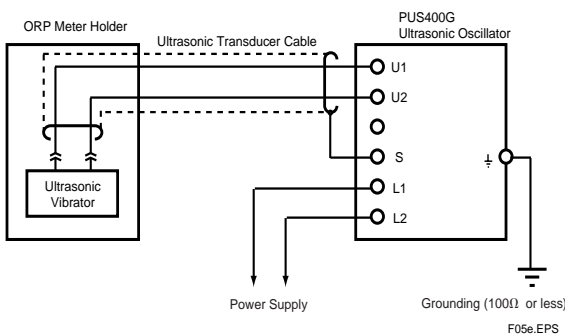 ORP Meter Holder
Ultrasonic Transducer Cable
PUS400G
Ultrasonic Oscillator
U1
U2
S
L1
L2
Ultrasonic
Vibrator
Power Supply
Grounding (100Ω or less)
F05e.EPS